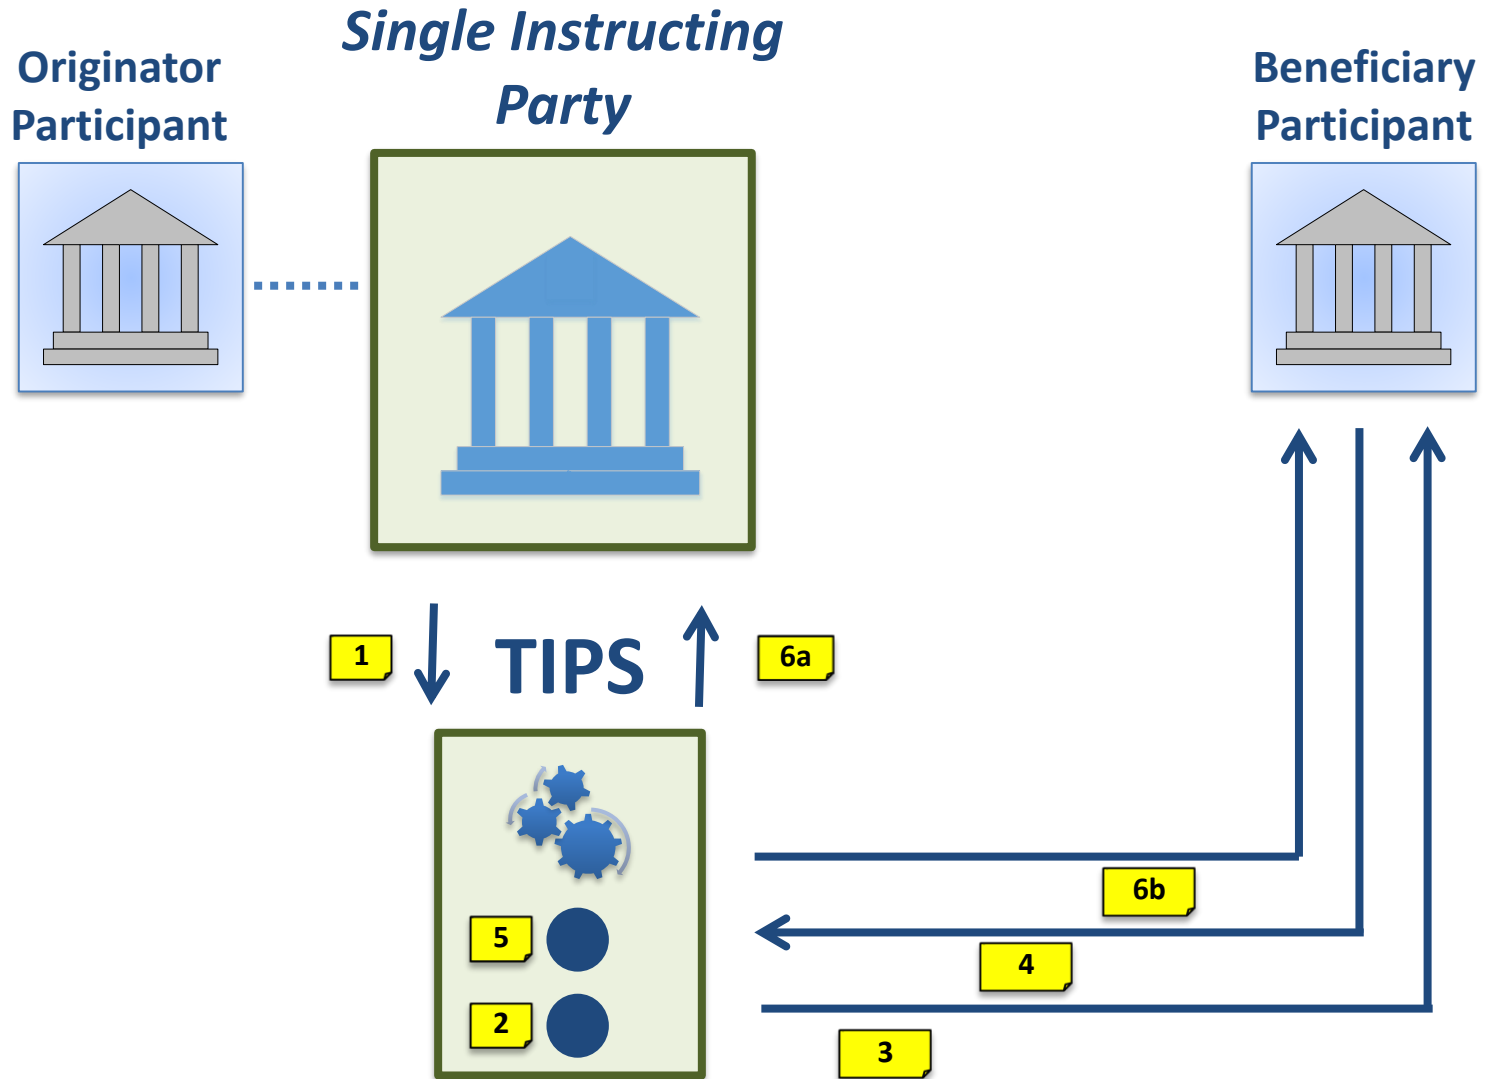 Single Instructing
Party
Originator
Participant
Beneficiary
Participant
1
TIPS
6a
6b
5
4
2
3